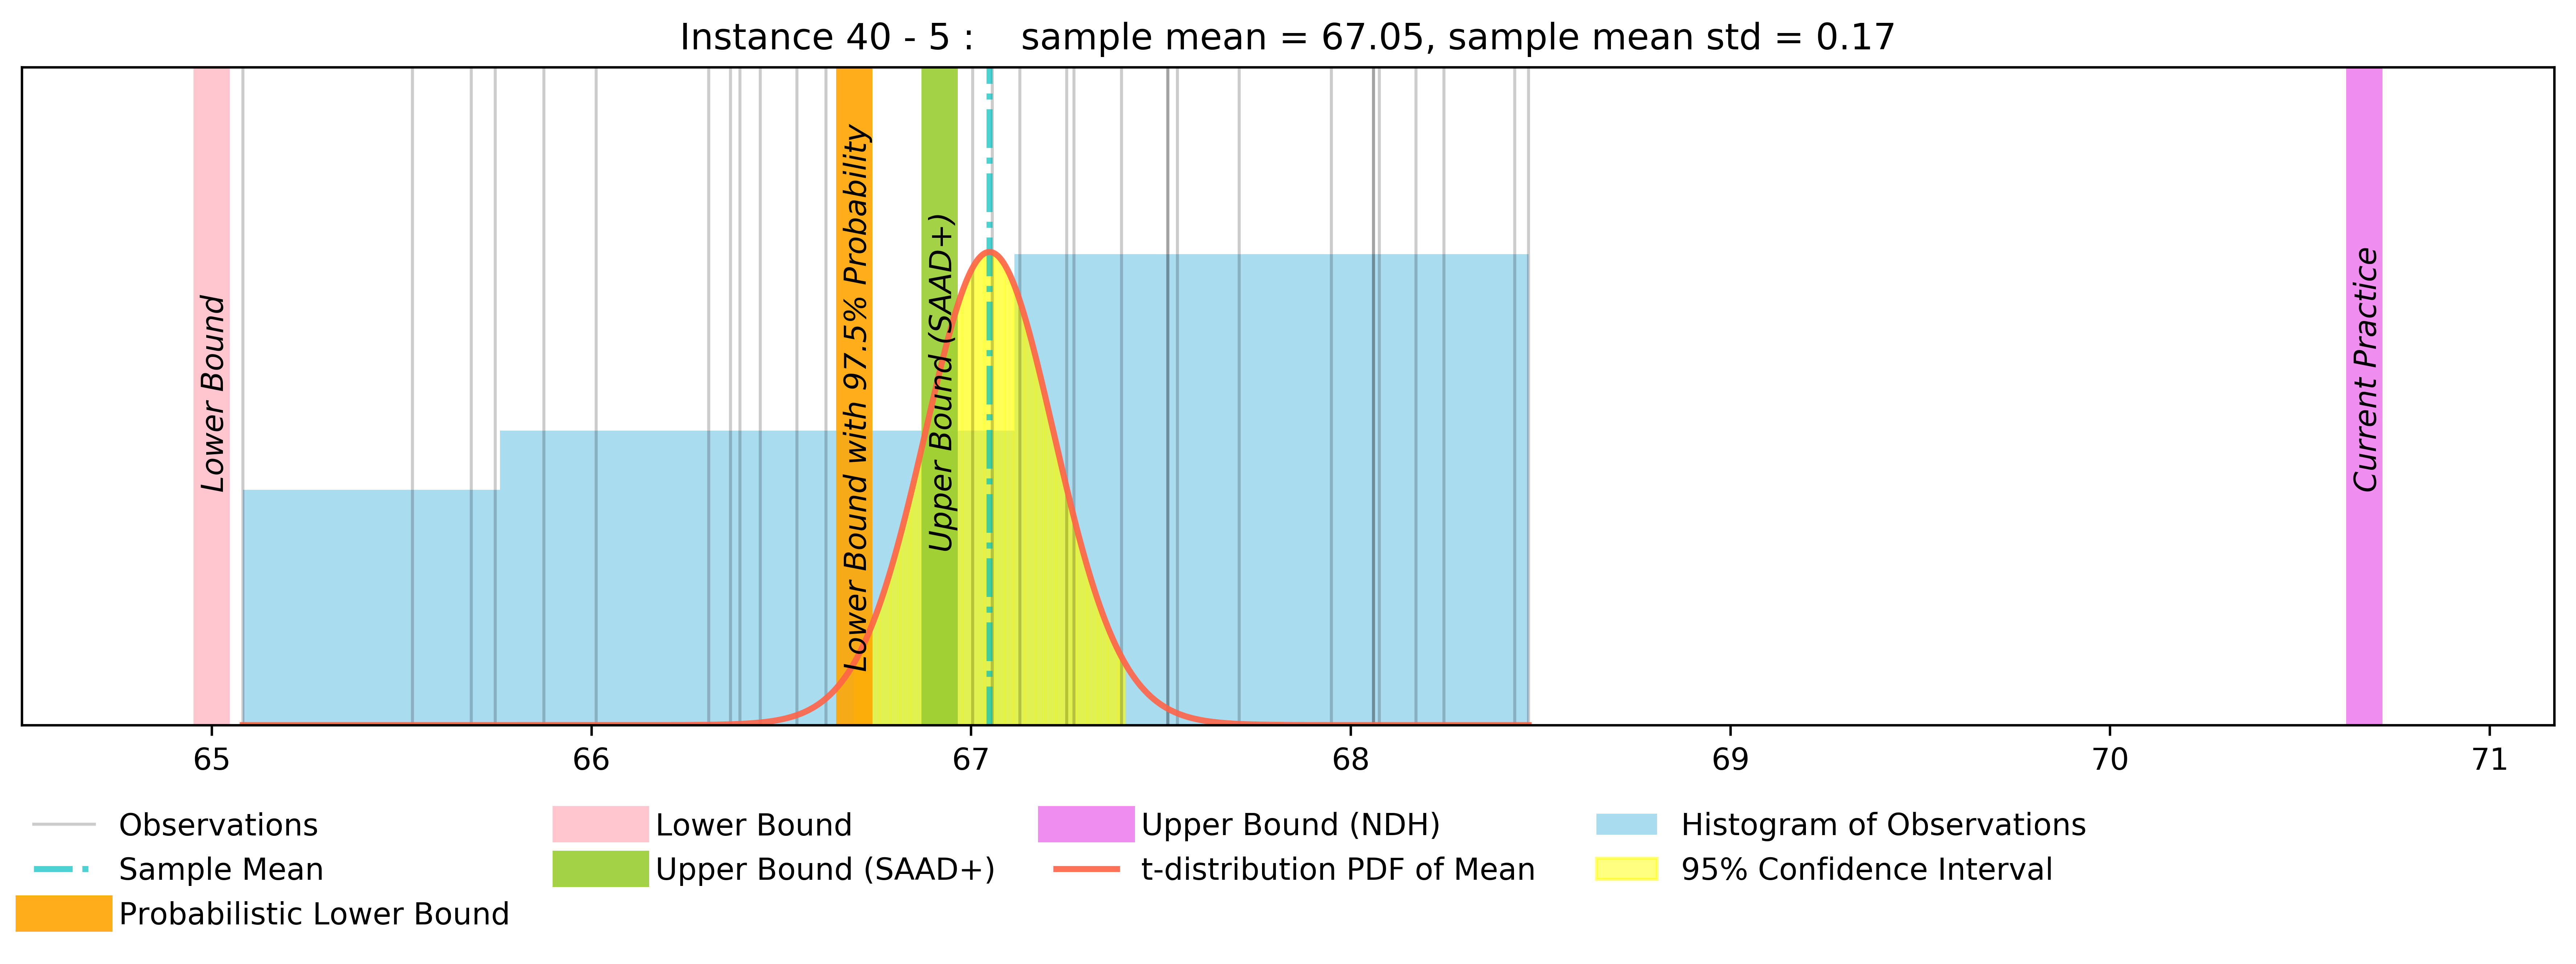 Instance 40 - 5 :    sample mean = 67.05, sample mean std = 0.17
Lower Bound
Lower Bound with 97.5% Probability
Upper Bound (SAAD+)
Current Practice
65 66 67 68 69 70 71
Observations Lower Bound Upper Bound (NDH) Histogram of Observations
Sample Mean Upper Bound (SAAD+) t-distribution PDF of Mean 95% Confidence Interval
Probabilistic Lower Bound